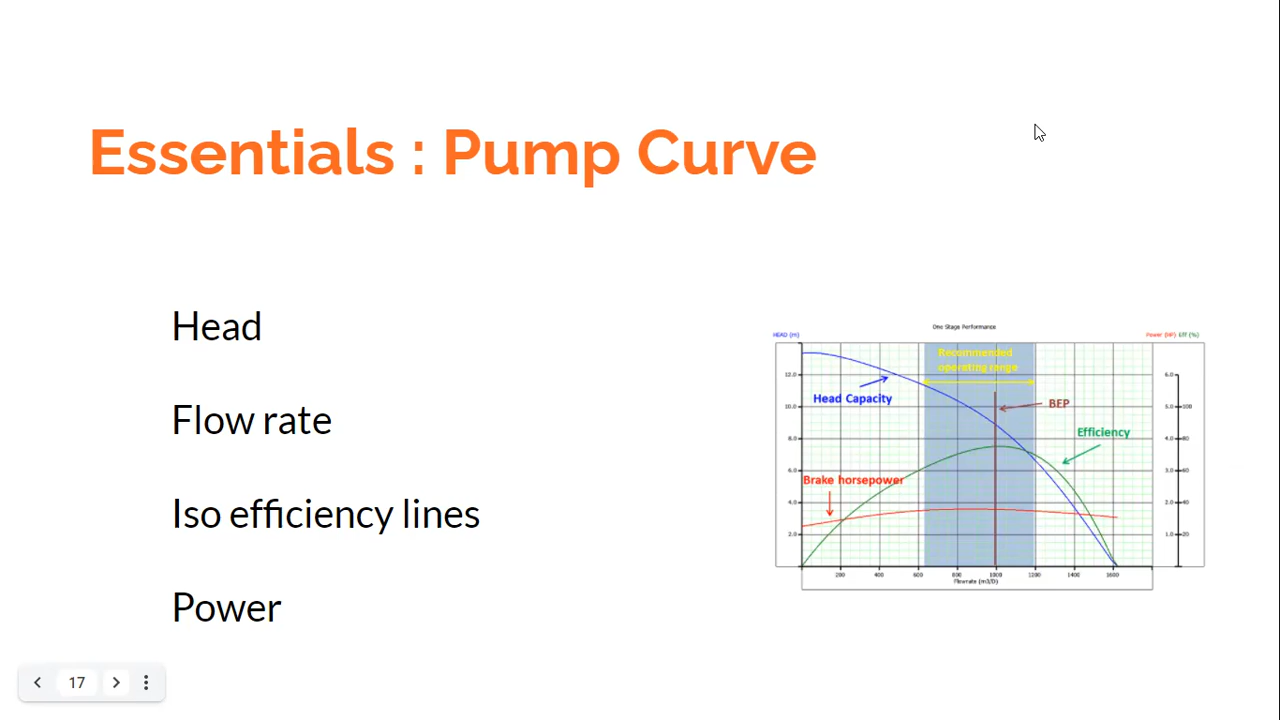 Essentials : Pump Curve
Head
Flow rate
Iso efficiency lines
Power
One Stage Performance
HEAD (m)
Power (HP) Eff (%)
Recommended
operating range
Head Capacity
BEP
Efficiency
Brake horsepower
12.0
10.0
8.0
6.0
4.0
2.0
6.0
5.0 100
4.0 80
3.0 60
2.0 40
1.0 20
200 400 600 800 1000 1200 1400 1600
Flowrate (m3/D)
17